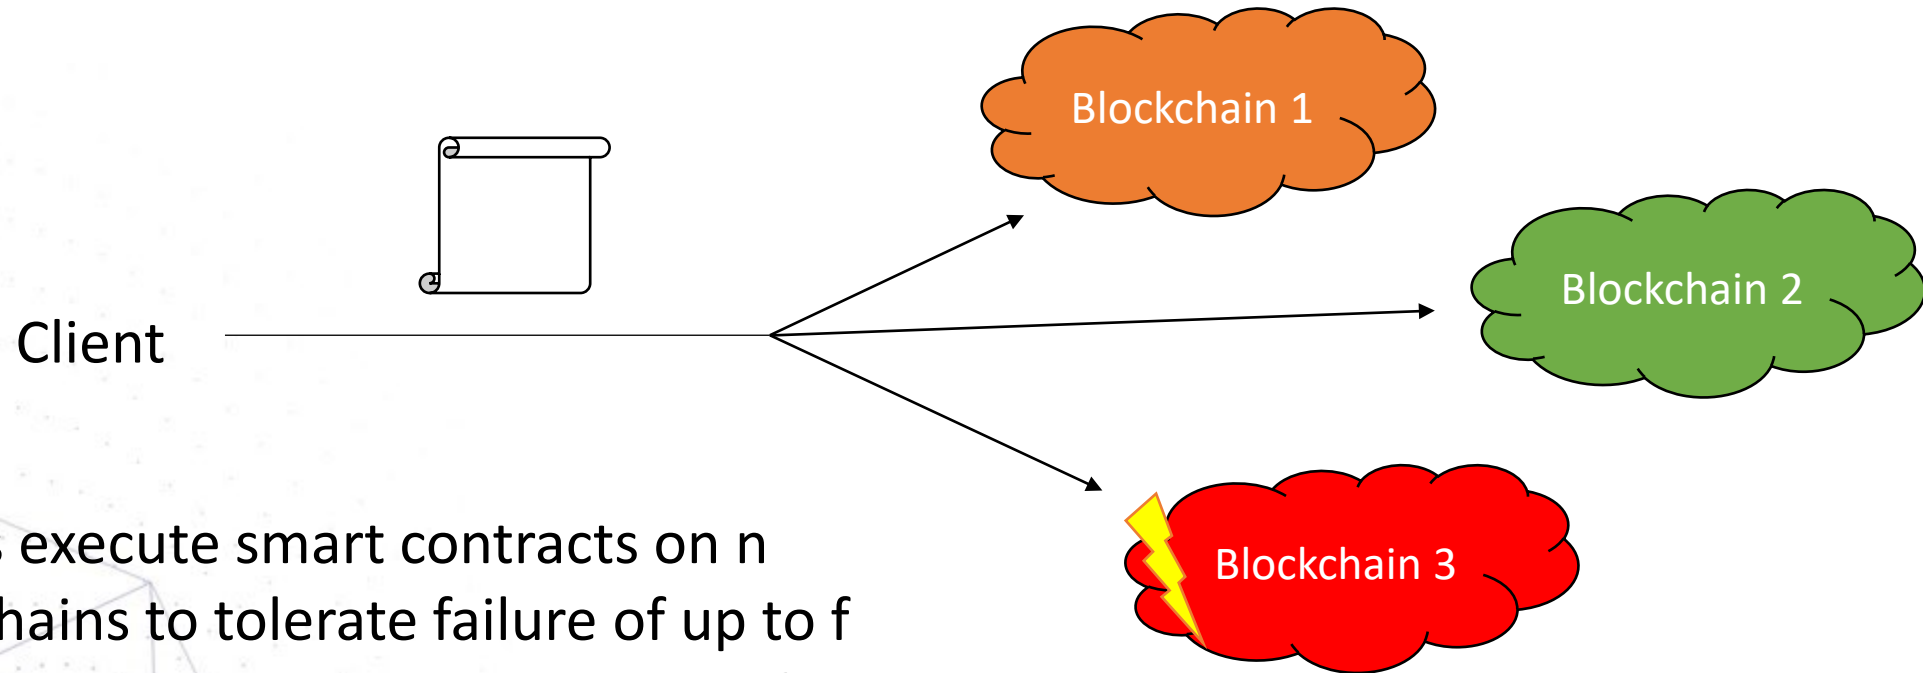 Blockchain 1
Blockchain 2
Client
Blockchain 3
s execute smart contracts on n
hains to tolerate failure of up to f